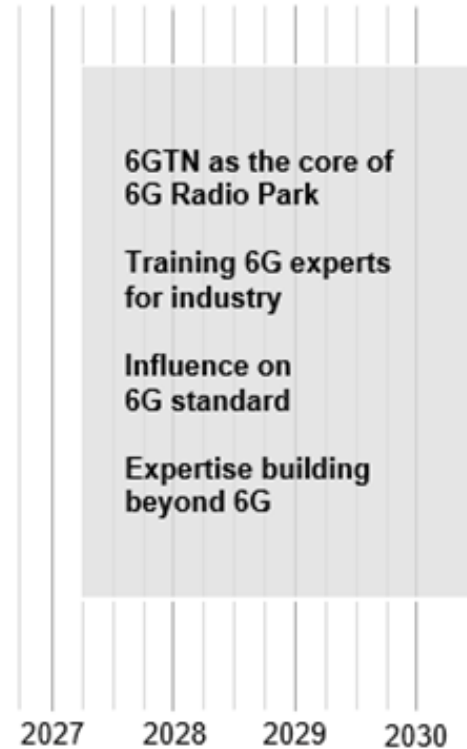 6GTN as the core of
6G Radio Park
Training 6G experts
for industry
Influence on
6G standard
Expertise building
beyond 6G
2027 2028 2029 2030